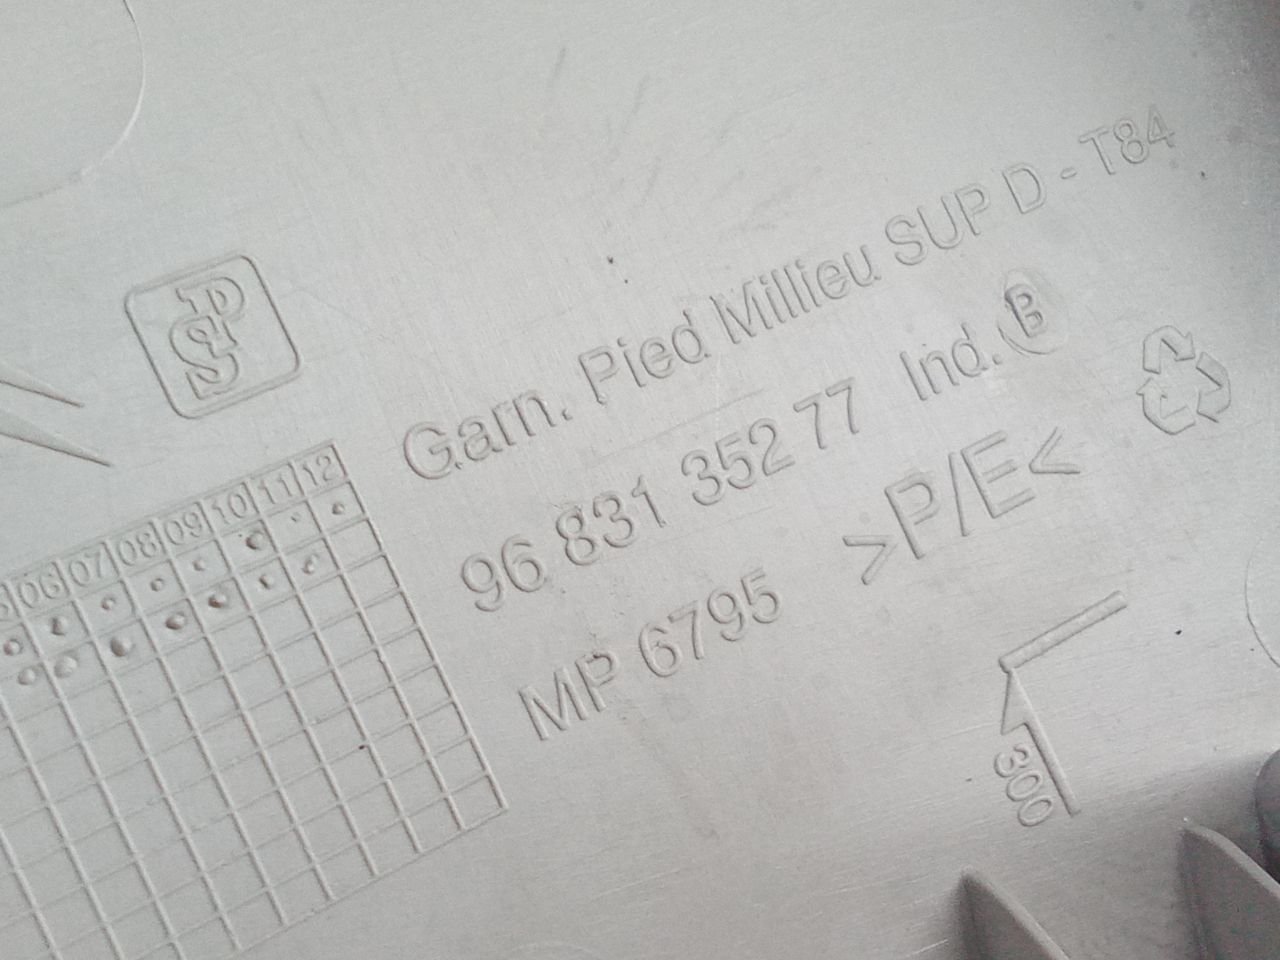 PS
Garn. Pied Millieu SUP D - T84
96 831 352 77 Ind. B
MP 6795 >P/E<
06 07 08 09 10 11 12
300